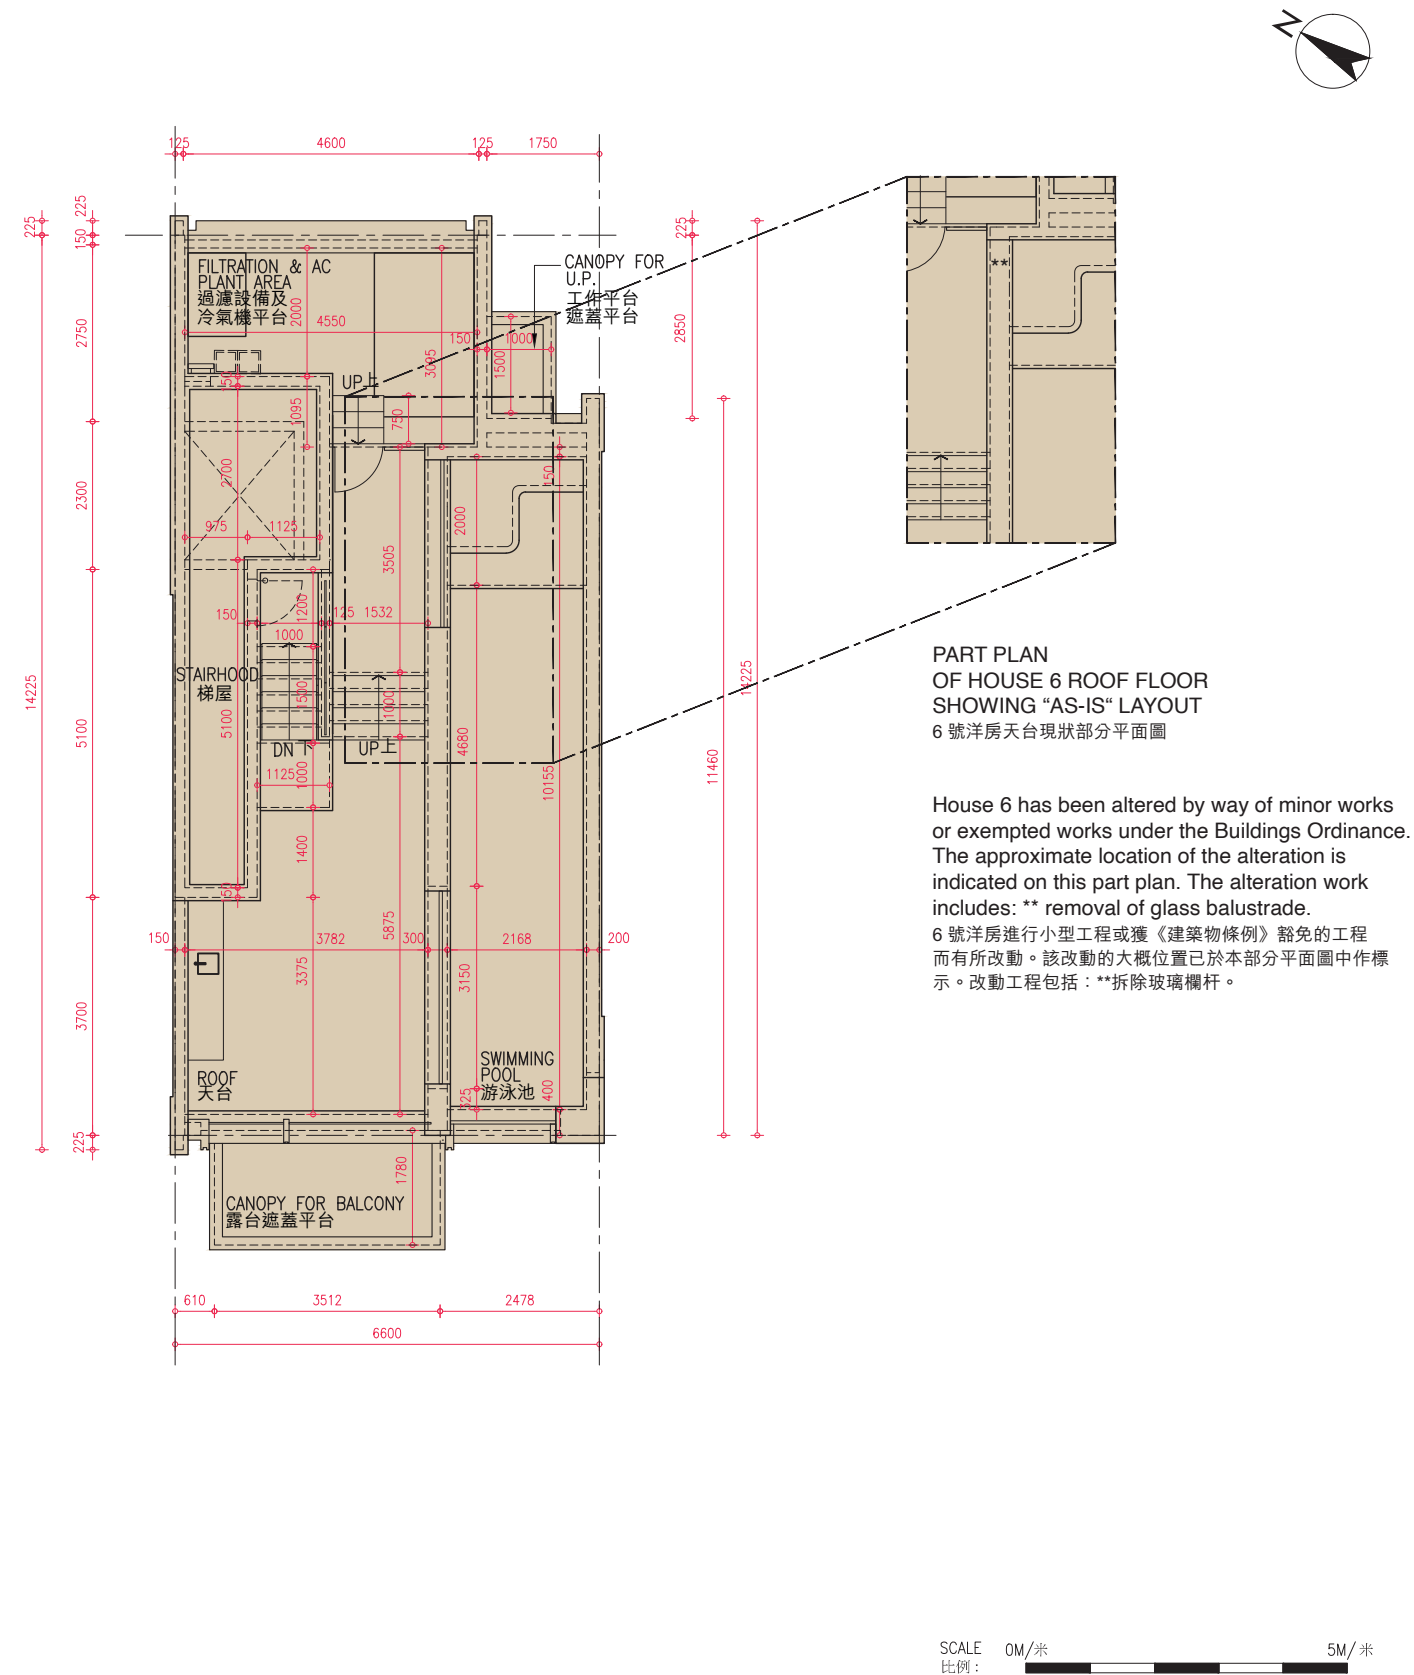 N
125
4600
125
1750
225
225
150
2750
2300
5100
3700
225
14225
225
2850
14225
11460
FILTRATION & AC
PLANT AREA
過濾設備及
冷氣機平台
2000
4550
3095
CANOPY FOR
U.P.
工作平台
遮蓋平台
150
1000
1500
UP上
150
1095
750
2700
975
1125
150
2000
3505
150
1200
125
1532
1000
STAIRHOOD
梯屋
5100
1500
1000
DN下
UP上
4680
10155
1125
1000
1400
150
5875
150
3782
300
2168
200
3375
3150
ROOF
天台
SWIMMING
POOL
游泳池
525
400
1780
CANOPY FOR BALCONY
露台遮蓋平台
610
3512
2478
6600
**
PART PLAN
OF HOUSE 6 ROOF FLOOR
SHOWING “AS-IS“ LAYOUT
6 號洋房天台現狀部分平面圖
House 6 has been altered by way of minor works
or exempted works under the Buildings Ordinance.
The approximate location of the alteration is
indicated on this part plan. The alteration work
includes: ** removal of glass balustrade.
6 號洋房進行小型工程或獲《建築物條例》豁免的工程
而有所改動。該改動的大概位置已於本部分平面圖中作標
示。改動工程包括：**拆除玻璃欄杆。
SCALE
比例：
0M/米
5M/米